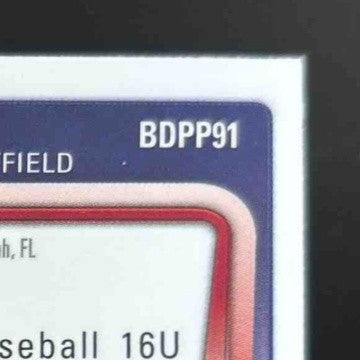 BDPP91
FIELD
h, FL
seball 16U